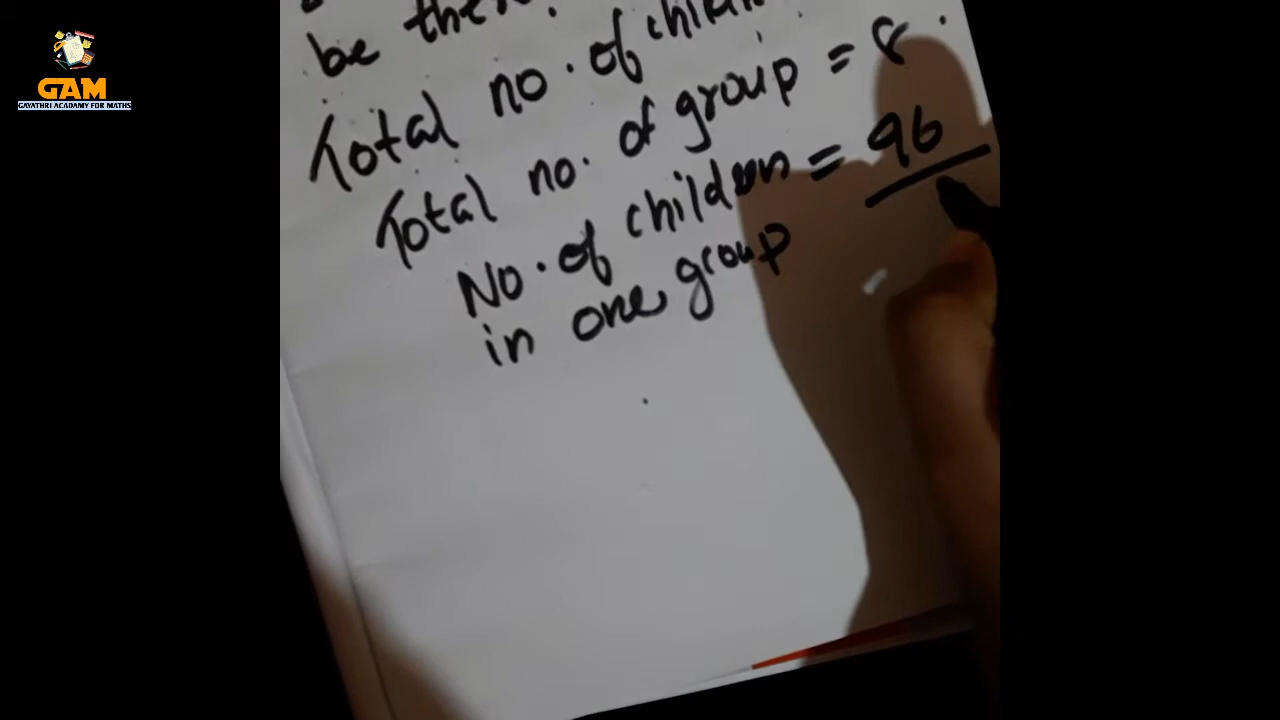 GAM
GAYATHRI ACADAMY FOR MATHS
be
Total no. of
Total no. of group = 8.
No. of children = 96
in one group